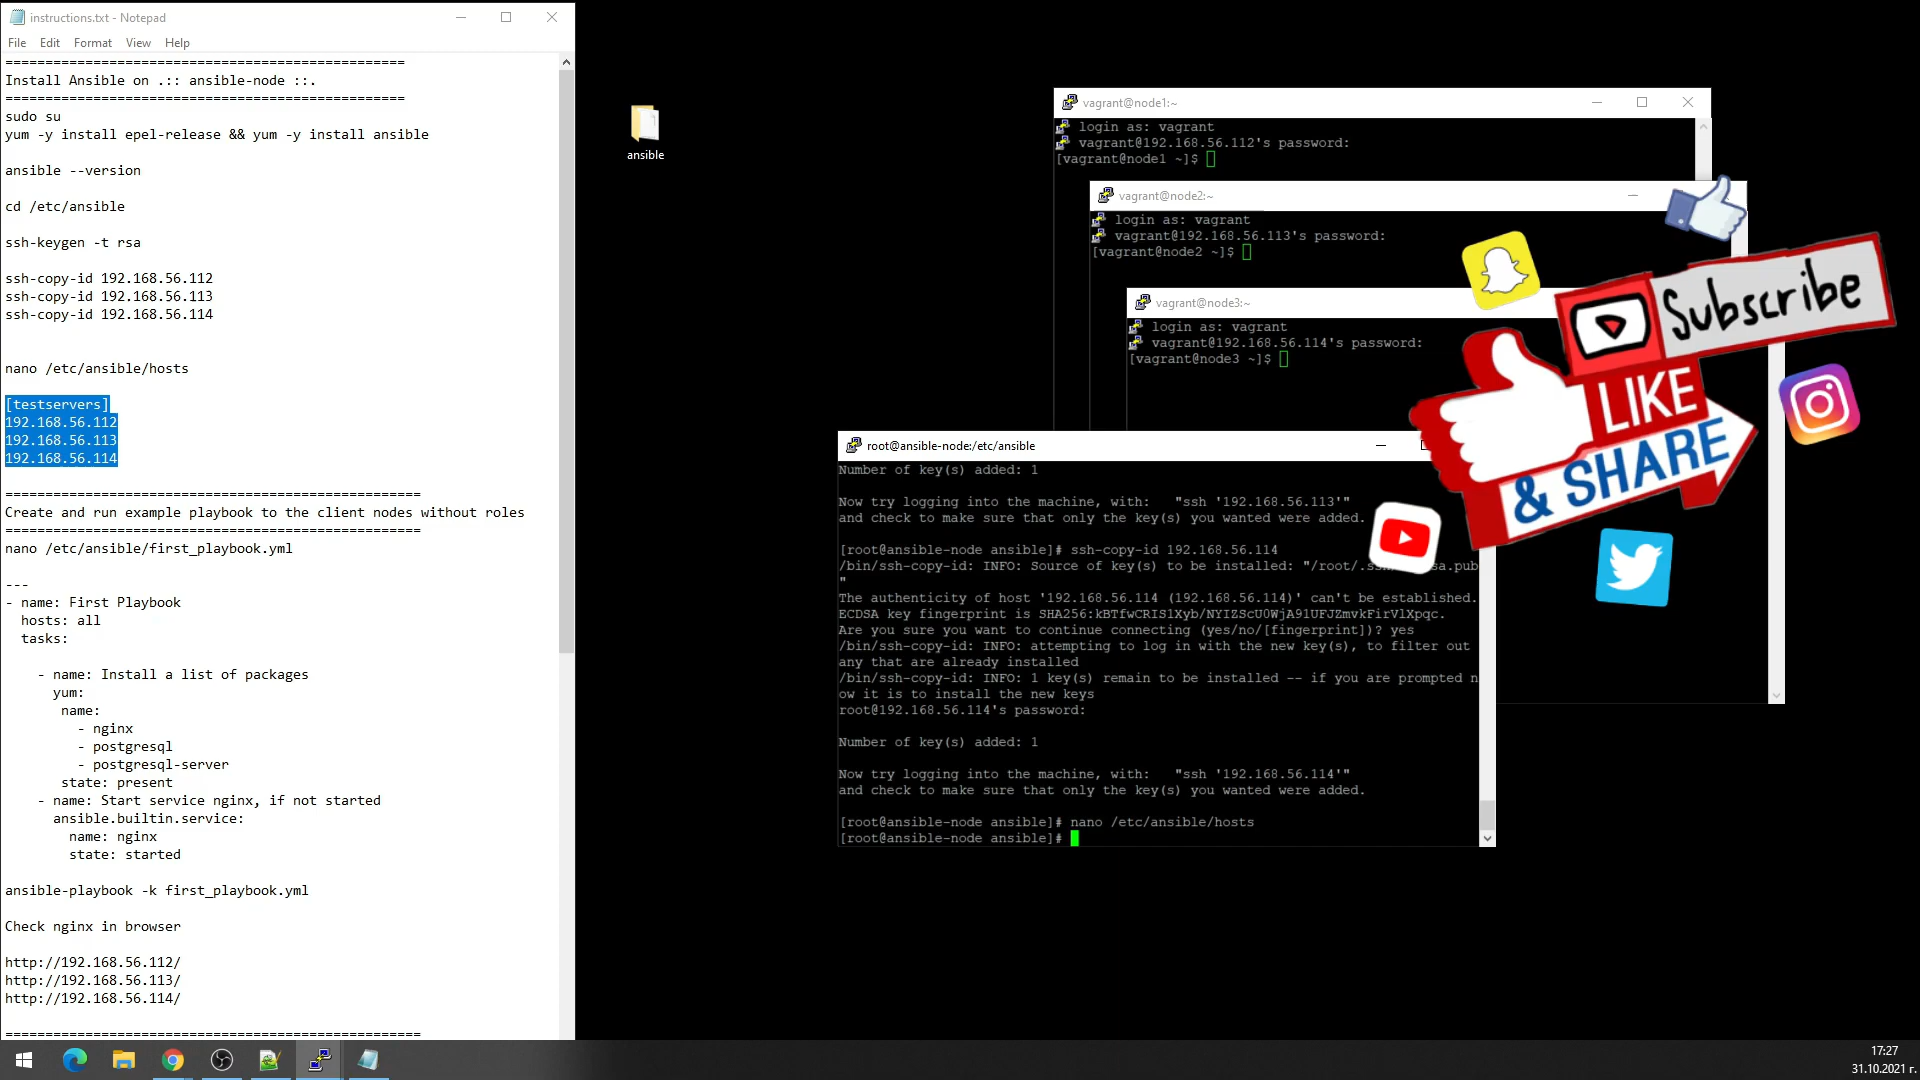 instructions.txt - Notepad
File Edit Format View Help
==================================================
Install Ansible on .:: ansible-node ::.
==================================================
sudo su
yum -y install epel-release && yum -y install ansible
ansible --version
cd /etc/ansible
ssh-keygen -t rsa
ssh-copy-id 192.168.56.112
ssh-copy-id 192.168.56.113
ssh-copy-id 192.168.56.114
nano /etc/ansible/hosts
[testservers]
192.168.56.112
192.168.56.113
192.168.56.114
====================================================
Create and run example playbook to the client nodes without roles
====================================================
nano /etc/ansible/first_playbook.yml
---
- name: First Playbook
hosts: all
tasks:
- name: Install a list of packages
yum:
name:
- nginx
- postgresql
- postgresql-server
state: present
- name: Start service nginx, if not started
ansible.builtin.service:
name: nginx
state: started
ansible-playbook -k first_playbook.yml
Check nginx in browser
http://192.168.56.112/
http://192.168.56.113/
http://192.168.56.114/
====================================================
ansible
vagrant@node1:~
login as: vagrant
vagrant@192.168.56.112's password:
[vagrant@node1 ~]$
vagrant@node2:~
login as: vagrant
vagrant@192.168.56.113's password:
[vagrant@node2 ~]$
vagrant@node3:~
login as: vagrant
vagrant@192.168.56.114's password:
[vagrant@node3 ~]$
Subscribe
LIKE
& SHARE
root@ansible-node:/etc/ansible
Number of key(s) added: 1
Now try logging into the machine, with:   "ssh '192.168.56.113'"
and check to make sure that only the key(s) you wanted were added.
[root@ansible-node ansible]# ssh-copy-id 192.168.56.114
/bin/ssh-copy-id: INFO: Source of key(s) to be installed: "/root/.ss sa.pub
"
The authenticity of host '192.168.56.114 (192.168.56.114)' can't be established.
ECDSA key fingerprint is SHA256:kBTfwCRISlXyb/NYIZScU0WjA91UFJZmvkFirVlXpqc.
Are you sure you want to continue connecting (yes/no/[fingerprint])? yes
/bin/ssh-copy-id: INFO: attempting to log in with the new key(s), to filter out
any that are already installed
/bin/ssh-copy-id: INFO: 1 key(s) remain to be installed -- if you are prompted n
ow it is to install the new keys
root@192.168.56.114's password:
Number of key(s) added: 1
Now try logging into the machine, with:   "ssh '192.168.56.114'"
and check to make sure that only the key(s) you wanted were added.
[root@ansible-node ansible]# nano /etc/ansible/hosts
[root@ansible-node ansible]#
17:27
31.10.2021 г.